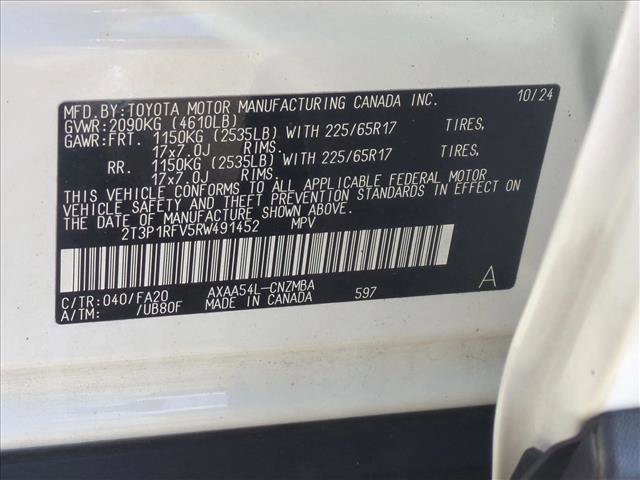 MFD.BY:TOYOTA MOTOR MANUFACTURING CANADA INC. 10/24
GVWR:2090KG (4610LB)
GAWR:FRT. 1150KG (2535LB) WITH 225/65R17 TIRES,
17x7.0J RIMS.
RR. 1150KG (2535LB) WITH 225/65R17 TIRES,
17x7.0J RIMS.
THIS VEHICLE CONFORMS TO ALL APPLICABLE FEDERAL MOTOR
VEHICLE SAFETY AND THEFT PREVENTION STANDARDS IN EFFECT ON
THE DATE OF MANUFACTURE SHOWN ABOVE.
2T3P1RFV5RW491452 MPV
C/TR:040/FA20 AXAA54L-CNZMBA 597 A
A/TM: /UB80F MADE IN CANADA